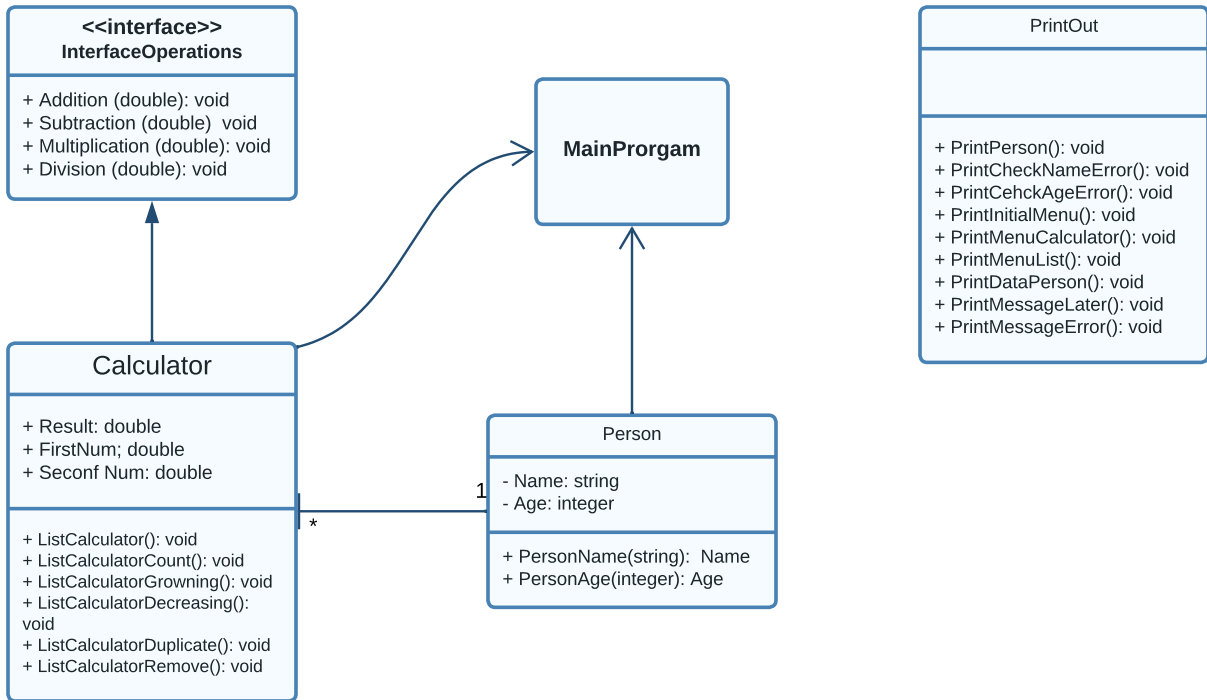 <<interface>>
InterfaceOperations
+ Addition (double): void
+ Subtraction (double)  void
+ Multiplication (double): void
+ Division (double): void
MainProrgam
PrintOut
+ PrintPerson(): void
+ PrintCheckNameError(): void
+ PrintCehckAgeError(): void
+ PrintInitialMenu(): void
+ PrintMenuCalculator(): void
+ PrintMenuList(): void
+ PrintDataPerson(): void
+ PrintMessageLater(): void
+ PrintMessageError(): void
Calculator
+ Result: double
+ FirstNum; double
+ Seconf Num: double
+ ListCalculator(): void
+ ListCalculatorCount(): void
+ ListCalculatorGrowning(): void
+ ListCalculatorDecreasing():
void
+ ListCalculatorDuplicate(): void
+ ListCalculatorRemove(): void
*
1
Person
- Name: string
- Age: integer
+ PersonName(string):  Name
+ PersonAge(integer): Age